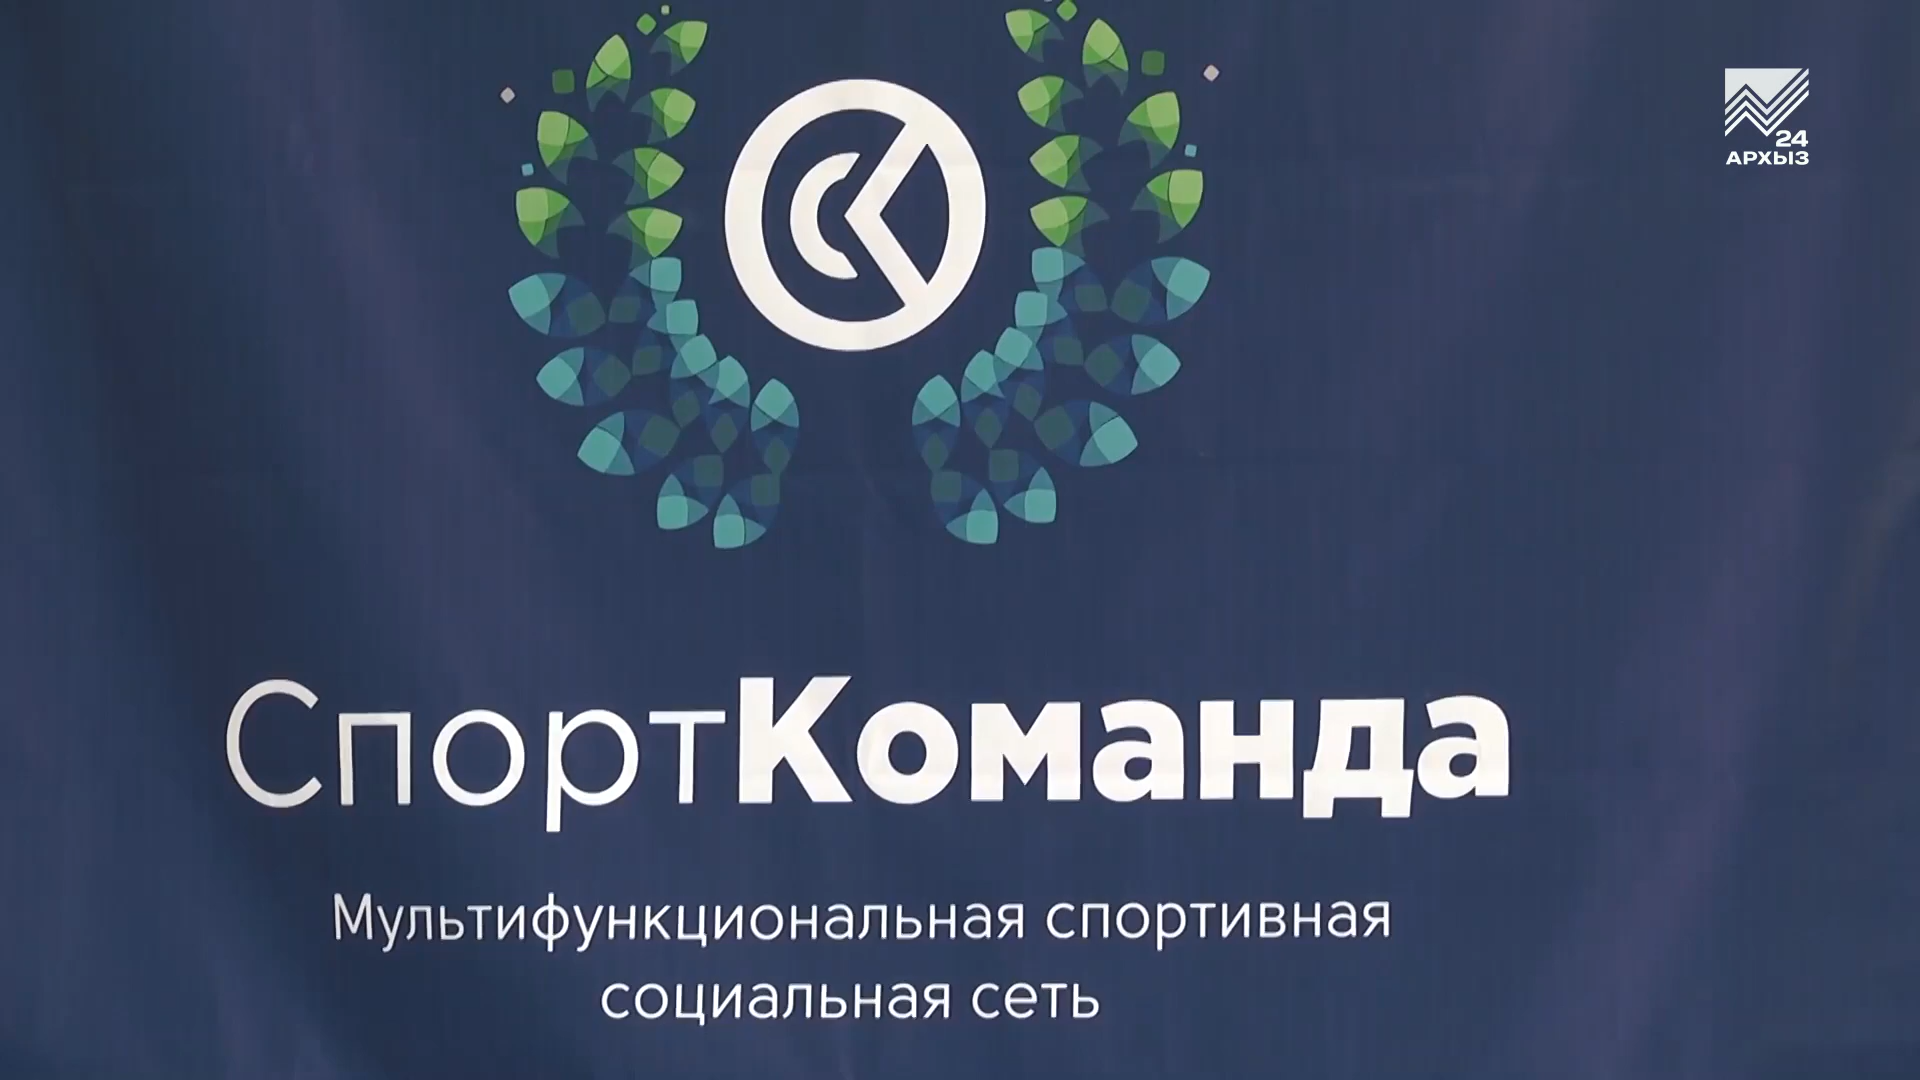 24
АРХЫЗ
СпортКоманда
Мультифункциональная спортивная
социальная сеть